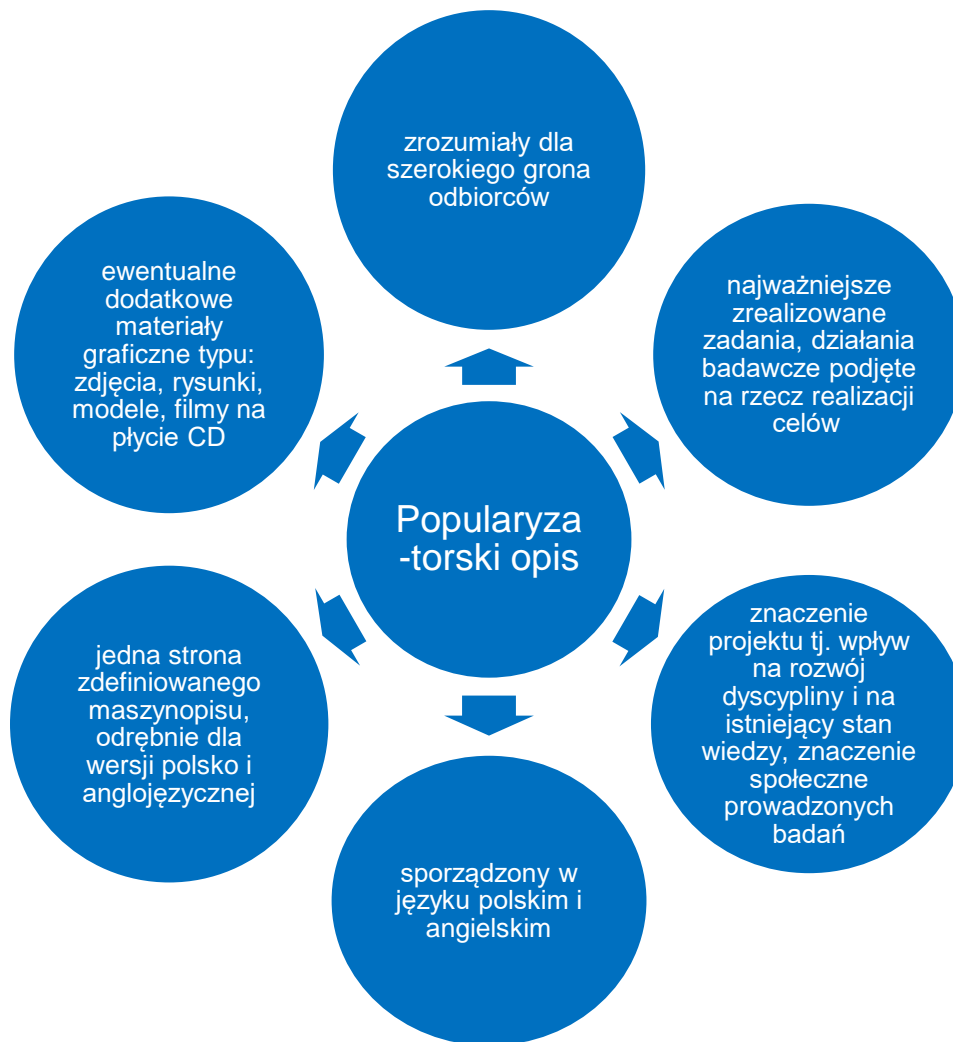 zrozumiały dla
szerokiego grona
odbiorców
najważniejsze
zrealizowane
zadania, działania
badawcze podjęte
na rzecz realizacji
celów
znaczenie
projektu tj. wpływ
na rozwój
dyscypliny i na
istniejący stan
wiedzy, znaczenie
społeczne
prowadzonych
badań
sporządzony w
języku polskim i
angielskim
jedna strona
zdefiniowanego
maszynopisu,
odrębnie dla
wersji polsko i
anglojęzycznej
ewentualne
dodatkowe
materiały
graficzne typu:
zdjęcia, rysunki,
modele, filmy na
płycie CD
Popularyza
-torski opis